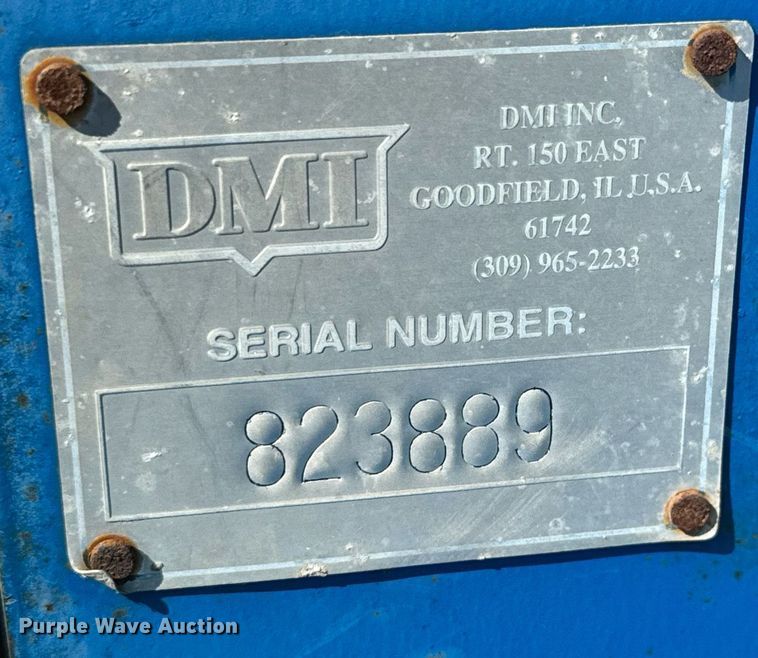 DMI
DMI INC.
RT. 150 EAST
GOODFIELD, IL U.S.A.
61742
(309) 965-2233
SERIAL NUMBER:
823889
Purple Wave Auction